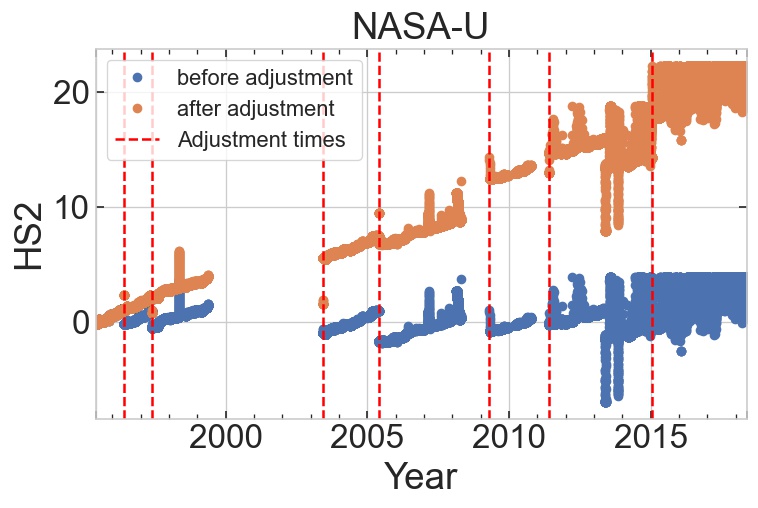 NASA-U
before adjustment
after adjustment
Adjustment times
HS2
20
10
0
2000 2005 2010 2015
Year